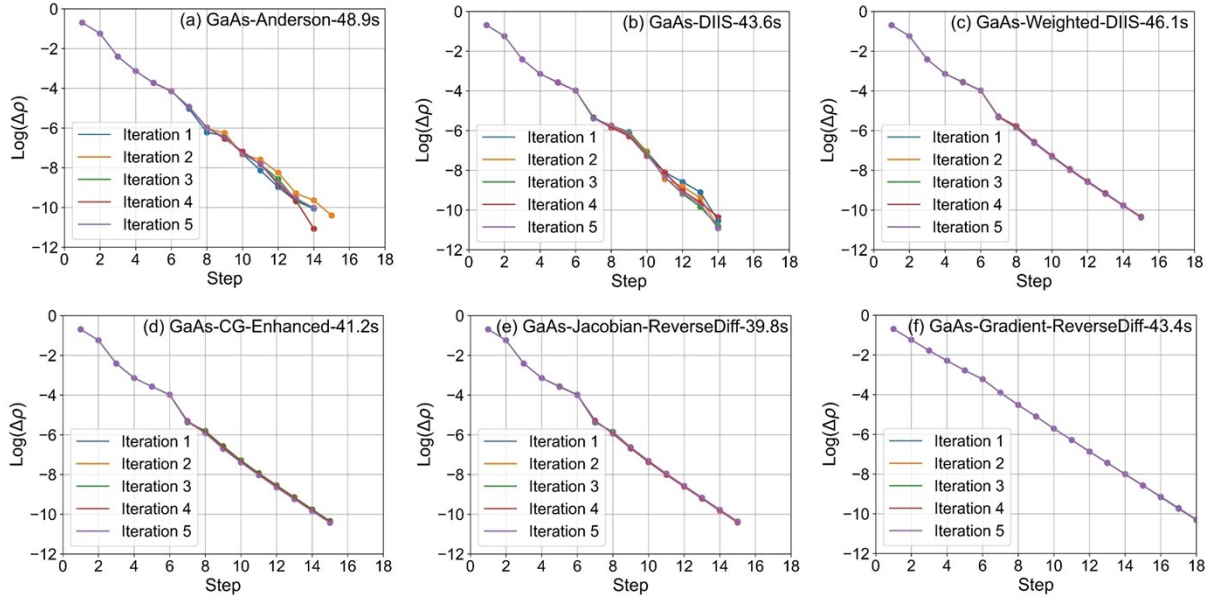 (a) GaAs-Anderson-48.9s
0
−2
−4
−6
−8
−10
−12
Log(Δρ)
Iteration 1
Iteration 2
Iteration 3
Iteration 4
Iteration 5
0 2 4 6 8 10 12 14 16 18
Step
(b) GaAs-DIIS-43.6s
0
−2
−4
−6
−8
−10
−12
Log(Δρ)
Iteration 1
Iteration 2
Iteration 3
Iteration 4
Iteration 5
0 2 4 6 8 10 12 14 16 18
Step
(c) GaAs-Weighted-DIIS-46.1s
0
−2
−4
−6
−8
−10
−12
Log(Δρ)
Iteration 1
Iteration 2
Iteration 3
Iteration 4
Iteration 5
0 2 4 6 8 10 12 14 16 18
Step
(d) GaAs-CG-Enhanced-41.2s
0
−2
−4
−6
−8
−10
−12
Log(Δρ)
Iteration 1
Iteration 2
Iteration 3
Iteration 4
Iteration 5
0 2 4 6 8 10 12 14 16 18
Step
(e) GaAs-Jacobian-ReverseDiff-39.8s
0
−2
−4
−6
−8
−10
−12
Log(Δρ)
Iteration 1
Iteration 2
Iteration 3
Iteration 4
Iteration 5
0 2 4 6 8 10 12 14 16 18
Step
(f) GaAs-Gradient-ReverseDiff-43.4s
0
−2
−4
−6
−8
−10
−12
Log(Δρ)
Iteration 1
Iteration 2
Iteration 3
Iteration 4
Iteration 5
0 2 4 6 8 10 12 14 16 18
Step